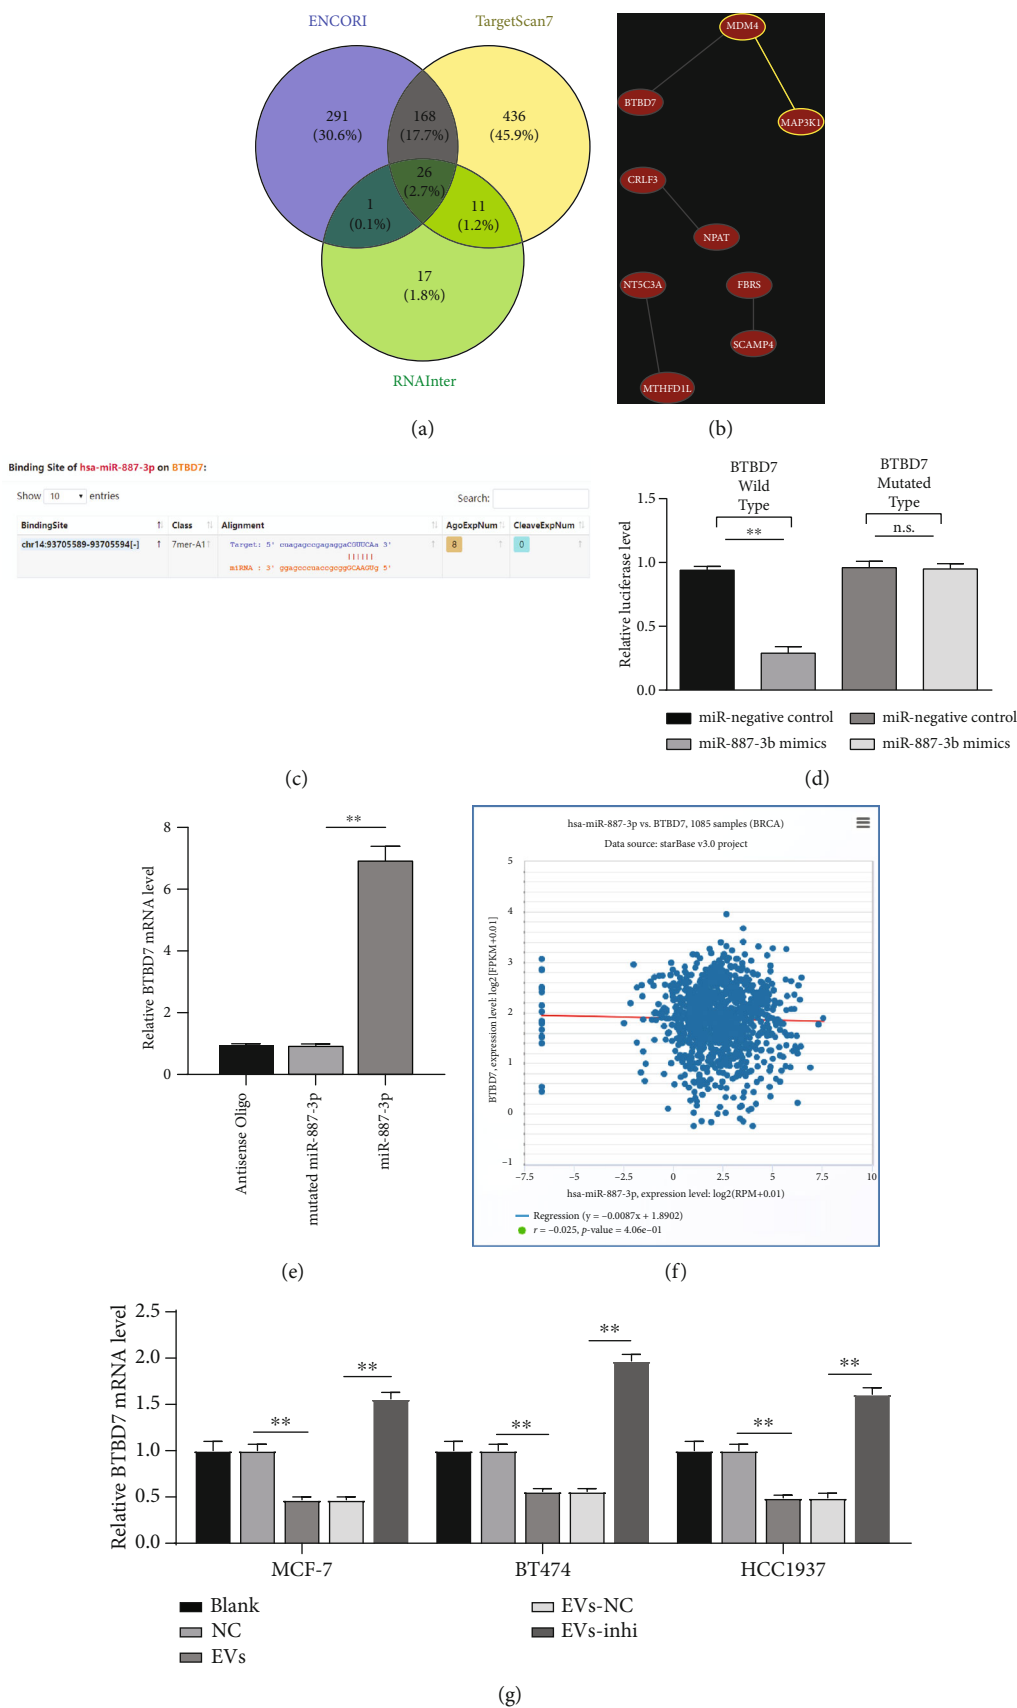 ENCORI
TargetScan7
291
(30.6%)
168
(17.7%)
436
(45.9%)
26
(2.7%)
1
(0.1%)
11
(1.2%)
17
(1.8%)
RNAInter
(a)
MDM4
BTBD7
MAP3K1
CRLF3
NPAT
NT5C3A
FBRS
SCAMP4
MTHFD1L
(b)
Binding Site of hsa-miR-887-3p on BTBD7:
Show 10 entries
Search:
BindingSite Class Alignment AgoExpNum CleaveExpNum
chr14:93705589-93705594[-] 7mer-A1 Target: 5' cuagagccgagaggaCGUUCAa 3' 8 0
miRNA : 3' ggagcccuaccgcggGCAAGUg 5'
(c)
BTBD7
Wild
Type
BTBD7
Mutated
Type
**
n.s.
Relative luciferase level
1.5
1.0
0.5
0.0
miR-negative control
miR-887-3b mimics
miR-negative control
miR-887-3b mimics
(d)
Relative BTBD7 mRNA level
8
6
4
2
0
**
Antisense Oligo
mutated miR-887-3p
miR-887-3p
(e)
hsa-miR-887-3p vs. BTBD7, 1085 samples (BRCA)
Data source: starBase v3.0 project
BTBD7, expression level: log2[FPKM+0.01]
5
4
3
2
1
0
−1
−7.5 −5 −2.5 0 2.5 5 7.5 10
hsa-miR-887-3p, expression level: log2(RPM+0.01)
Regression (y = −0.0087x + 1.8902)
r = −0.025, p-value = 4.06e−01
(f)
Relative BTBD7 mRNA level
2.5
2.0
1.5
1.0
0.5
0.0
** **
** **
** **
MCF-7 BT474 HCC1937
Blank
NC
EVs
EVs-NC
EVs-inhi
(g)